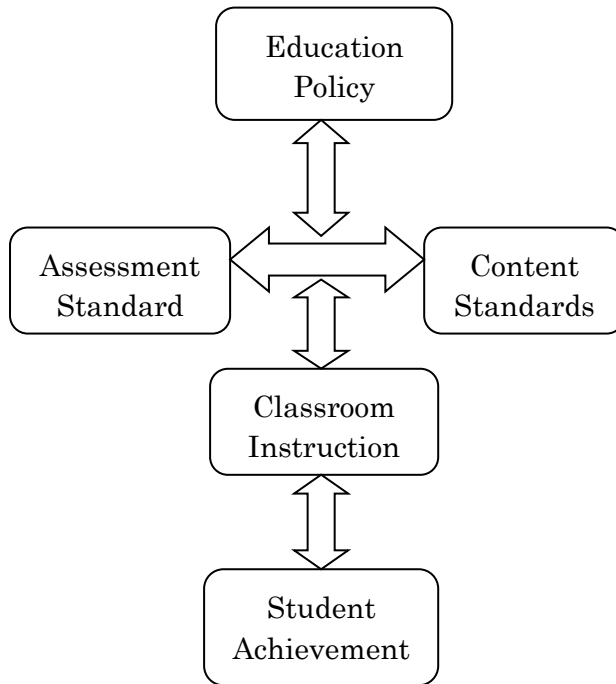 Education
Policy
Assessment
Standard
Content
Standards
Classroom
Instruction
Student
Achievement